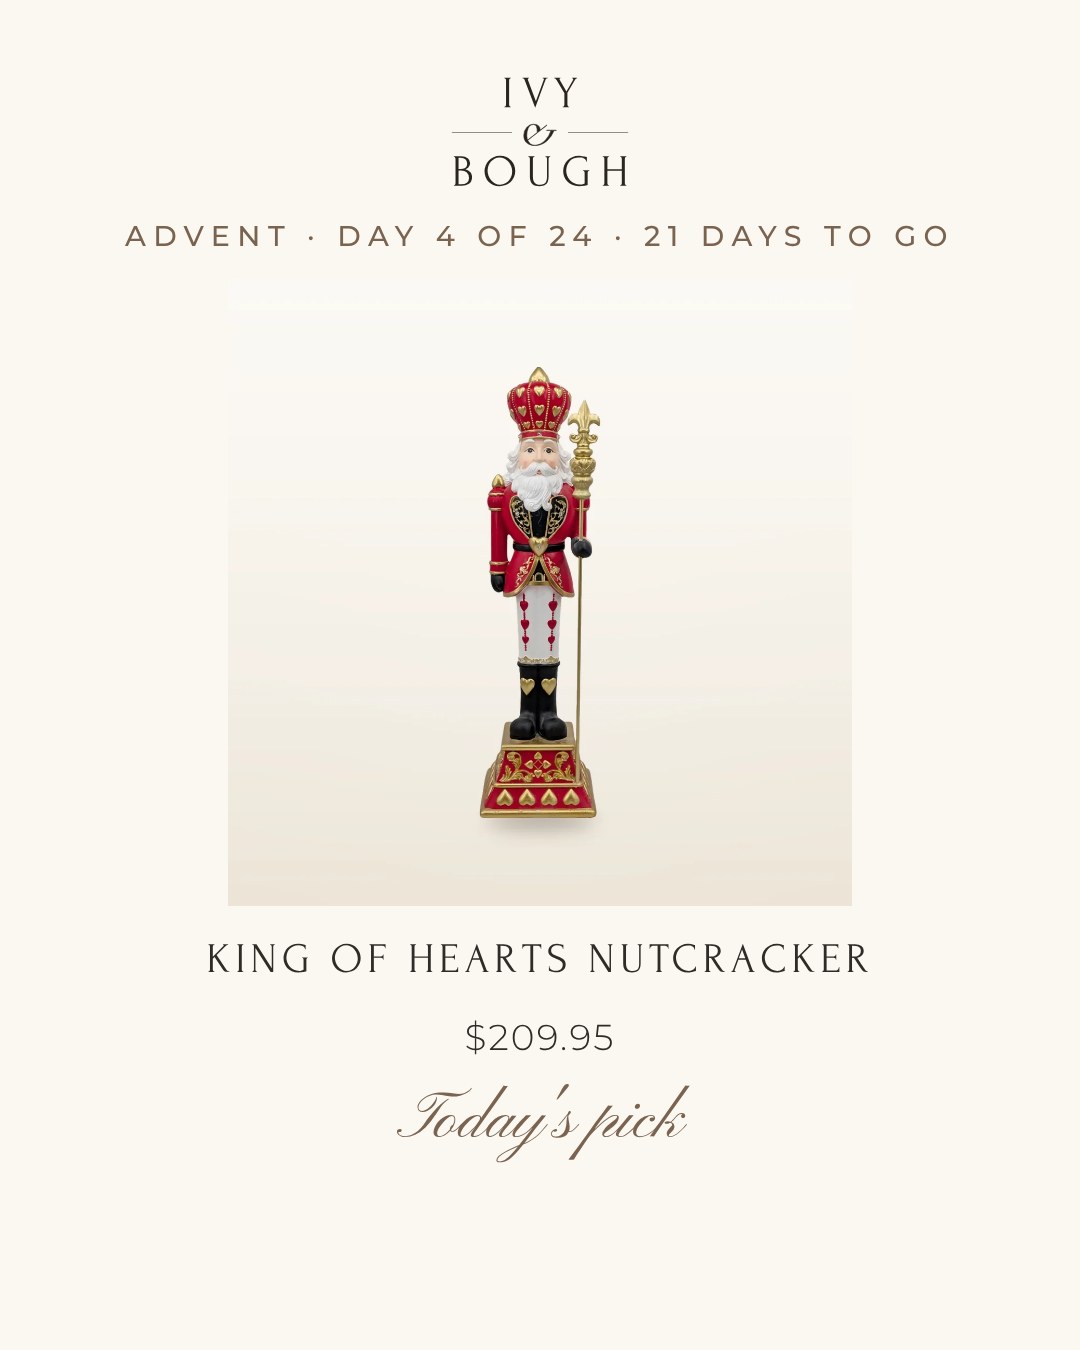 IVY
&
BOUGH
ADVENT · DAY 4 OF 24 · 21 DAYS TO GO
KING OF HEARTS NUTCRACKER
$209.95
Today's pick